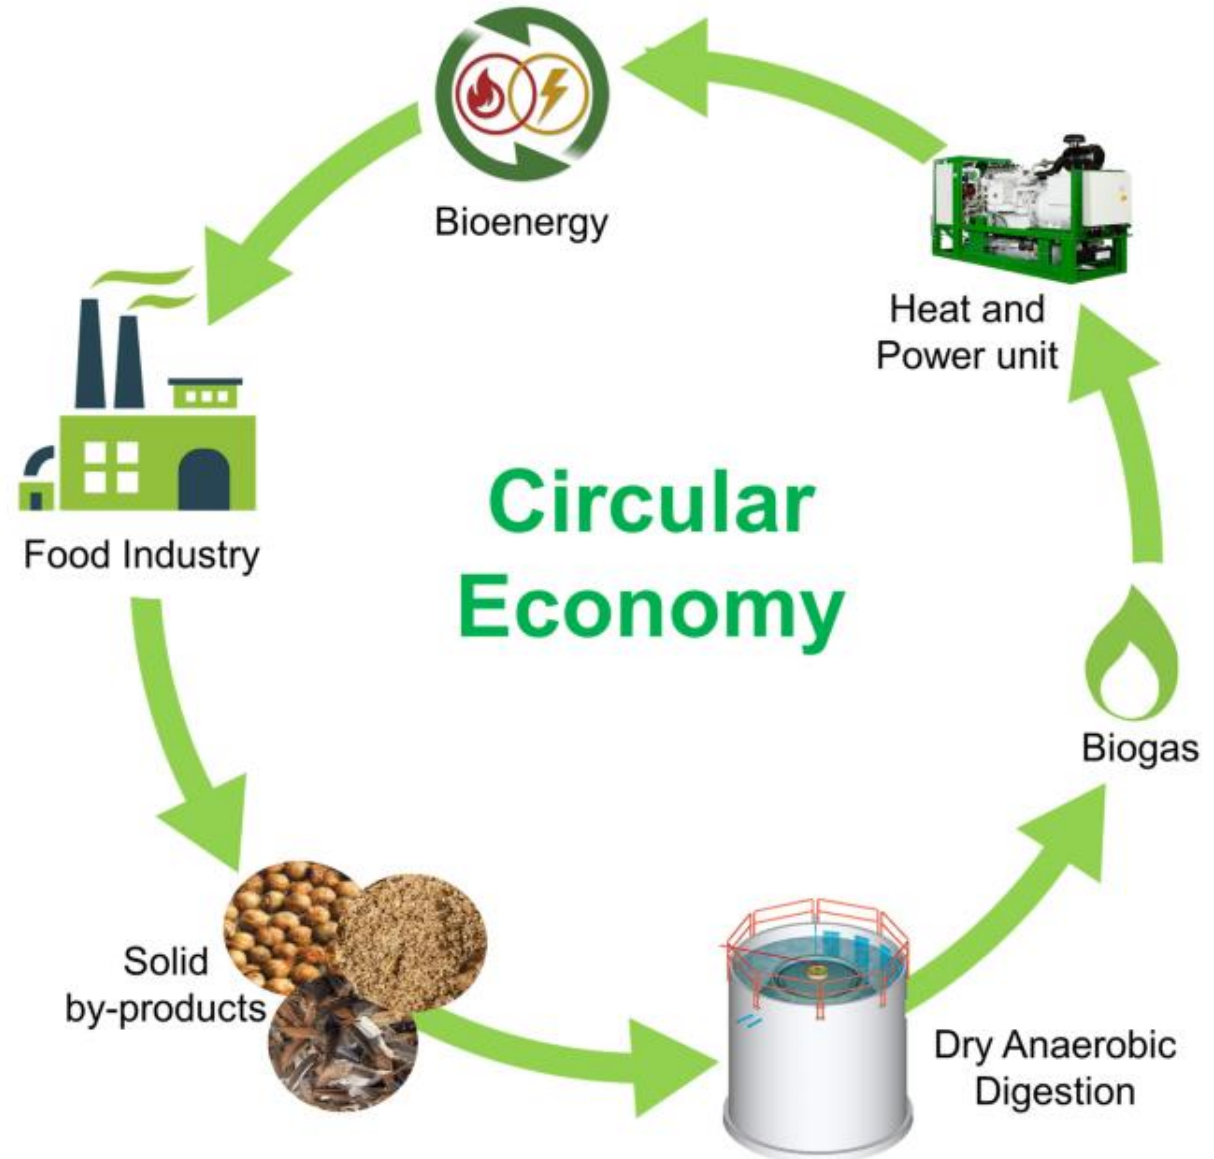 Bioenergy
Heat and
Power unit
Food Industry
Circular
Economy
Biogas
Solid
by-products
Dry Anaerobic
Digestion